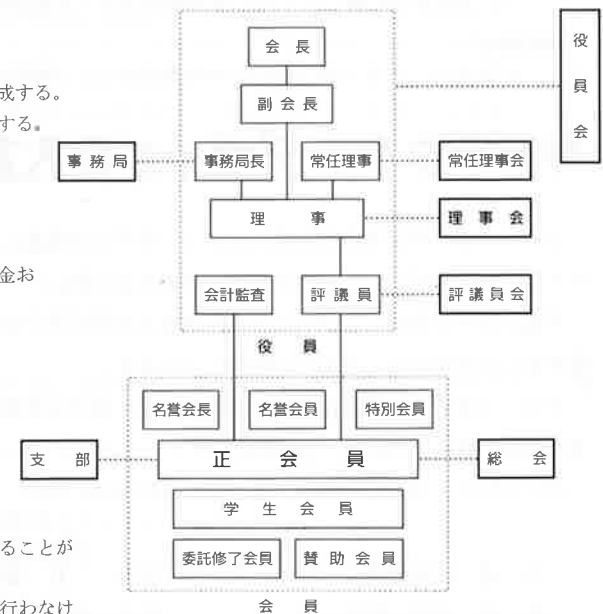 成する。
する。
金お
ることが
行わなけ
会長
副会長
役員会
事務局
事務局長
常任理事
常任理事会
理事
理事会
会計監査
評議員
評議員会
役員
名誉会長
名誉会員
特別会員
支部
正会員
総会
学生会員
委託修了会員
賛助会員
会員